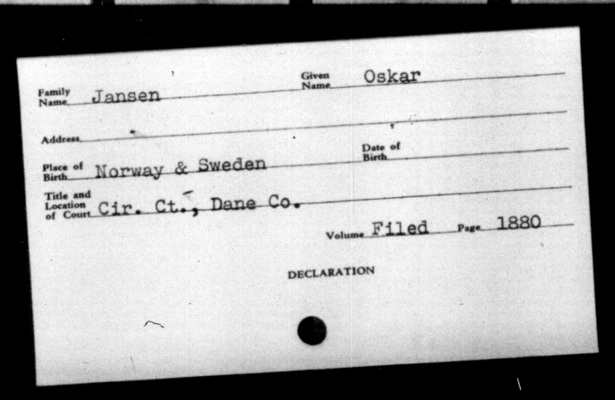 Family Name Jansen Given Name Oskar
Address
Place of Birth Norway & Sweden Date of Birth
Title and Location of Court Cir. Ct., Dane Co.
Volume Filed Page 1880
DECLARATION